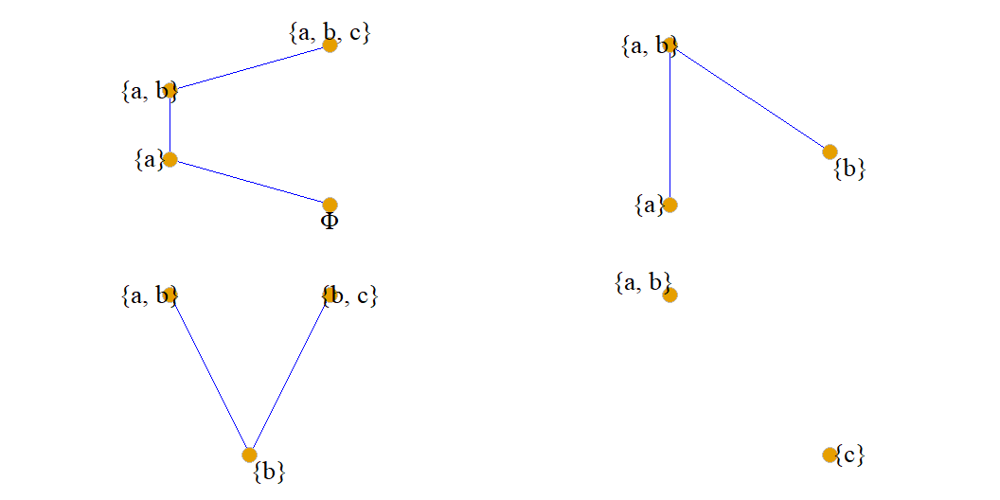 {a, b, c}
{a, b}
{a}
Φ
{a, b}
{b}
{a}
{a, b}
{b, c}
{b}
{a, b}
{c}